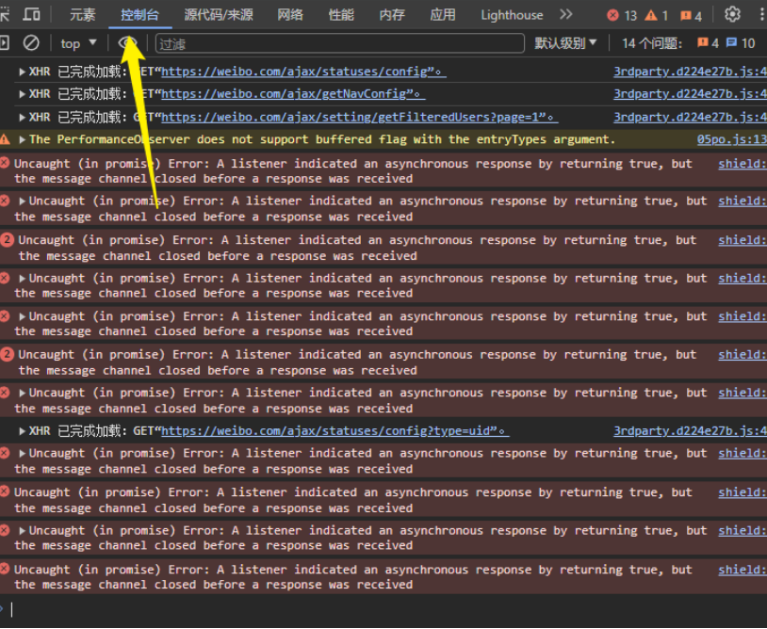 元素 控制台 源代码/来源 网络 性能 内存 应用 Lighthouse 13 1 4
top 过滤 默认级别 14 个问题: 4 10
XHR 已完成加载: GET“https://weibo.com/ajax/statuses/config”。 3rdparty.d224e27b.js:4
XHR 已完成加载: GET“https://weibo.com/ajax/getNavConfig”。 3rdparty.d224e27b.js:4
XHR 已完成加载: GET“https://weibo.com/ajax/setting/getFilteredUsers?page=1”。 3rdparty.d224e27b.js:4
The PerformanceObserver does not support buffered flag with the entryTypes argument. 05po.js:13
Uncaught (in promise) Error: A listener indicated an asynchronous response by returning true, but shield:
the message channel closed before a response was received
Uncaught (in promise) Error: A listener indicated an asynchronous response by returning true, but shield:
the message channel closed before a response was received
2 Uncaught (in promise) Error: A listener indicated an asynchronous response by returning true, but shield:
the message channel closed before a response was received
Uncaught (in promise) Error: A listener indicated an asynchronous response by returning true, but shield:
the message channel closed before a response was received
Uncaught (in promise) Error: A listener indicated an asynchronous response by returning true, but shield:
the message channel closed before a response was received
2 Uncaught (in promise) Error: A listener indicated an asynchronous response by returning true, but shield:
the message channel closed before a response was received
Uncaught (in promise) Error: A listener indicated an asynchronous response by returning true, but shield:
the message channel closed before a response was received
XHR 已完成加载: GET“https://weibo.com/ajax/statuses/config?type=uid”。 3rdparty.d224e27b.js:4
Uncaught (in promise) Error: A listener indicated an asynchronous response by returning true, but shield:
the message channel closed before a response was received
Uncaught (in promise) Error: A listener indicated an asynchronous response by returning true, but shield:
the message channel closed before a response was received
Uncaught (in promise) Error: A listener indicated an asynchronous response by returning true, but shield:
the message channel closed before a response was received
Uncaught (in promise) Error: A listener indicated an asynchronous response by returning true, but shield:
the message channel closed before a response was received